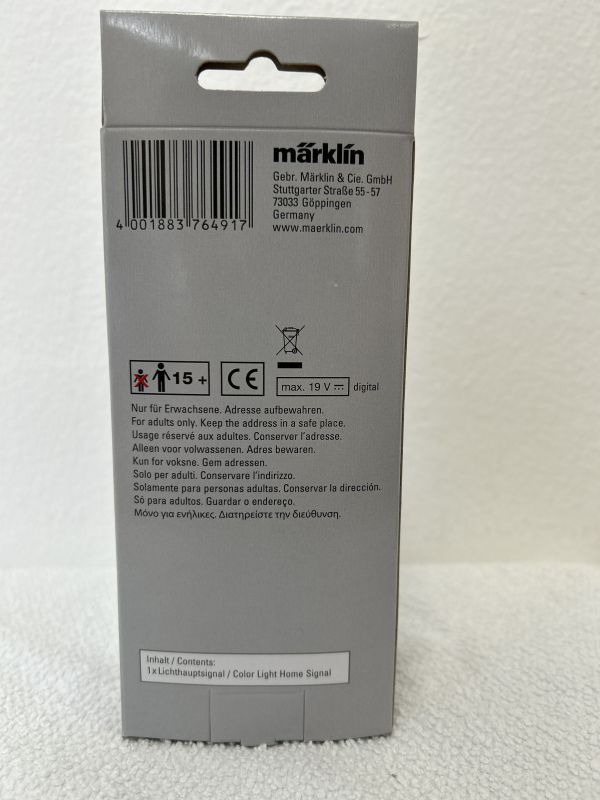 4 001883 764917
märklin
Gebr. Märklin & Cie. GmbH
Stuttgarter Straße 55 - 57
73033 Göppingen
Germany
www.maerklin.com
15 +
CE
max. 19 V
digital
Nur für Erwachsene. Adresse aufbewahren.
For adults only. Keep the address in a safe place.
Usage réservé aux adultes. Conserver l'adresse.
Alleen voor volwassenen. Adres bewaren.
Kun for voksne. Gem adressen.
Solo per adulti. Conservare l'indirizzo.
Solamente para personas adultas. Conservar la dirección.
Só para adultos. Guardar o endereço.
Μόνο για ενήλικες. Διατηρείστε την διεύθυνση.
Inhalt / Contents:
1 x Lichthauptsignal / Color Light Home Signal